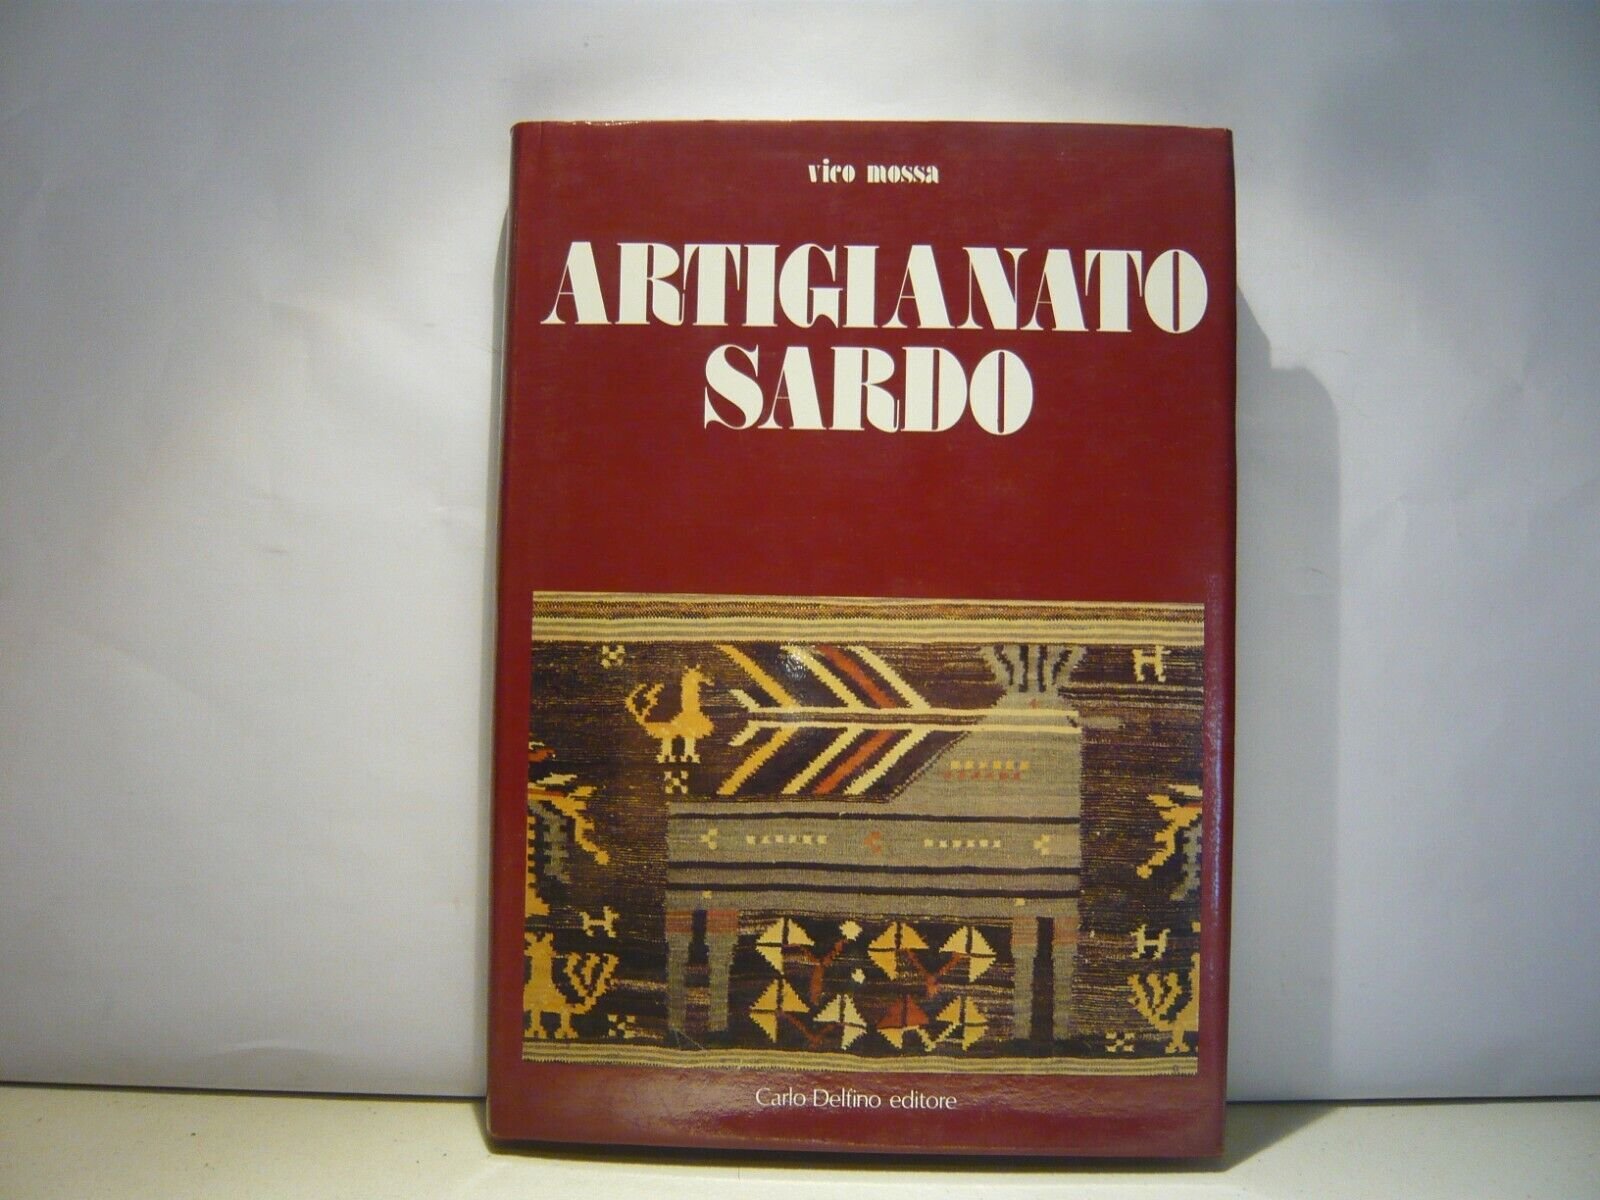 vico mossa
ARTIGIANATO
SARDO
Carlo Delfino editore